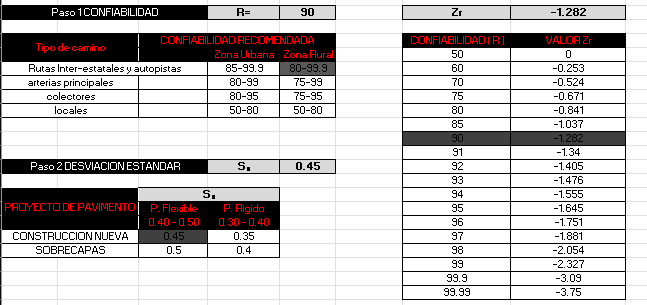 Paso 1 CONFIABILIDAD R= 90
Tipo de camino CONFIABILIDAD RECOMENDADA
Zona Urbana Zona Rural
Rutas Inter-estatales y autopistas 85-99.9 80-99.9
arterias principales 80-99 75-99
colectores 80-95 75-95
locales 50-80 50-80
Paso 2 DESVIACION ESTANDAR S 0.45
PROYECTO DE PAVIMENTO S
P. Flexible P. Rigido
0.40 - 0.50 0.30 - 0.40
CONSTRUCCION NUEVA 0.45 0.35
SOBRECAPAS 0.5 0.4
Zr -1.282
CONFIABILIDAD ( R ) VALOR Zr
50 0
60 -0.253
70 -0.524
75 -0.671
80 -0.841
85 -1.037
90 -1.282
91 -1.34
92 -1.405
93 -1.476
94 -1.555
95 -1.645
96 -1.751
97 -1.881
98 -2.054
99 -2.327
99.9 -3.09
99.99 -3.75